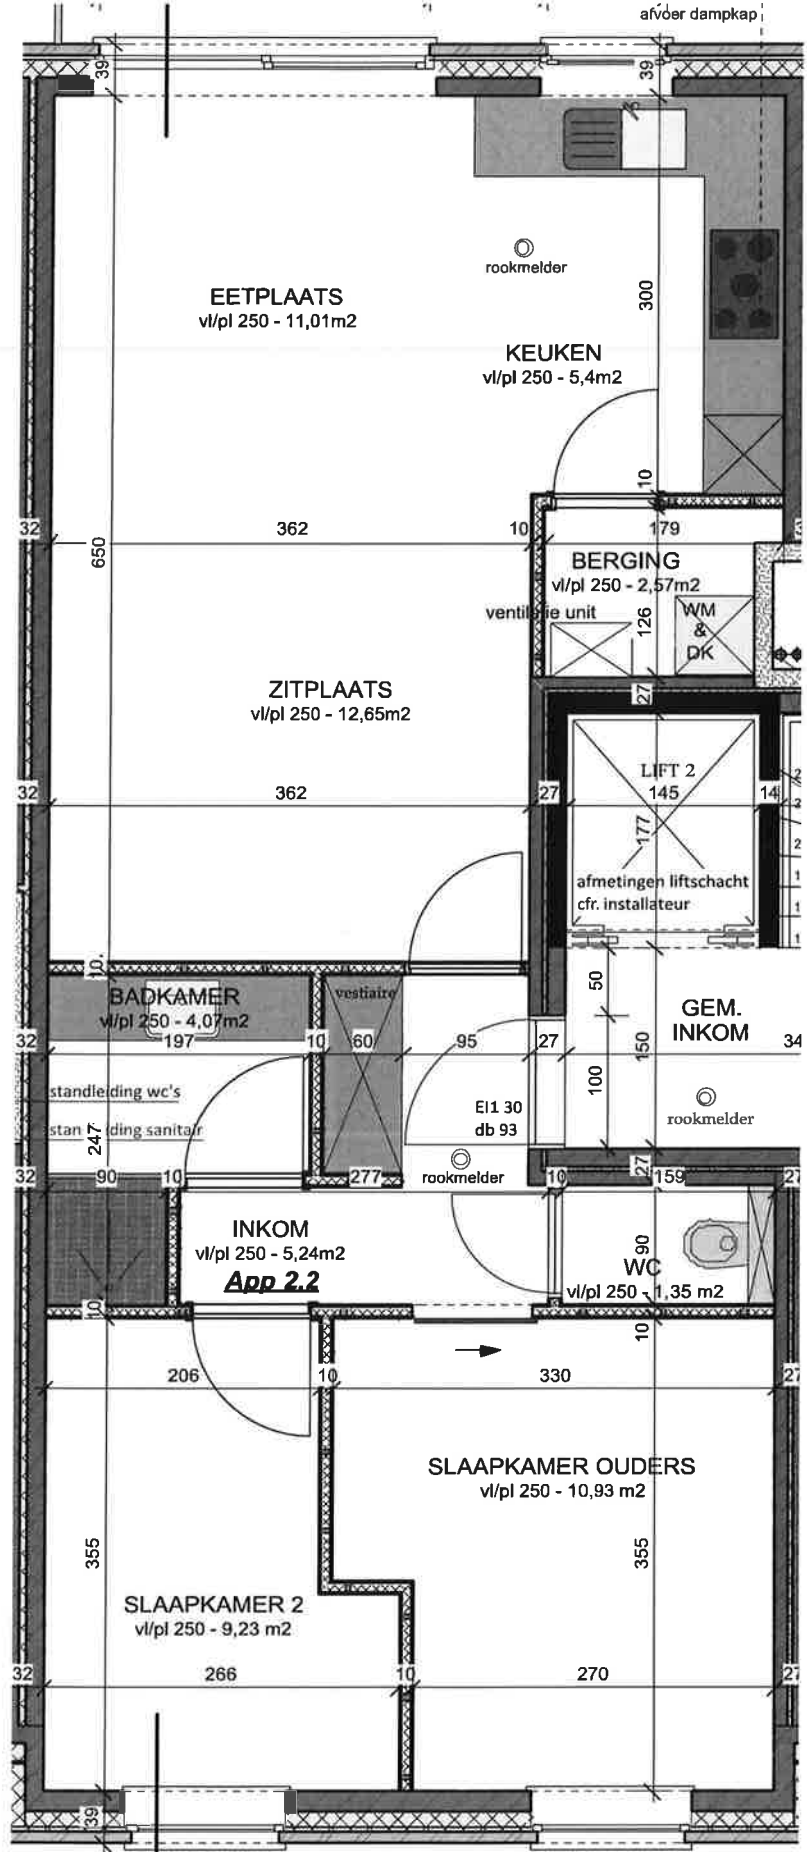 afvoer dampkap
39
39
rookmelder
EETPLAATS
vl/pl 250 - 11,01m2
300
KEUKEN
vl/pl 250 - 5,4m2
10
32
362
10
179
650
BERGING
vl/pl 250 - 2,57m2
ventilatie unit
126
WM
&
DK
ZITPLAATS
vl/pl 250 - 12,65m2
27
LIFT 2
32
362
27
145
14
177
afmetingen liftschacht
cfr. installateur
10
BADKAMER
vl/pl 250 - 4,07m2
vestiaire
50
GEM.
INKOM
32
197
10
60
95
27
150
34
100
standleiding wc's
EI1 30
db 93
rookmelder
standleiding sanitair
247
32
90
10
277
rookmelder
10
27
159
27
INKOM
vl/pl 250 - 5,24m2
App 2.2
90
WC
vl/pl 250 - 1,35 m2
10
10
206
10
330
27
SLAAPKAMER OUDERS
vl/pl 250 - 10,93 m2
355
355
SLAAPKAMER 2
vl/pl 250 - 9,23 m2
32
266
10
270
27
39